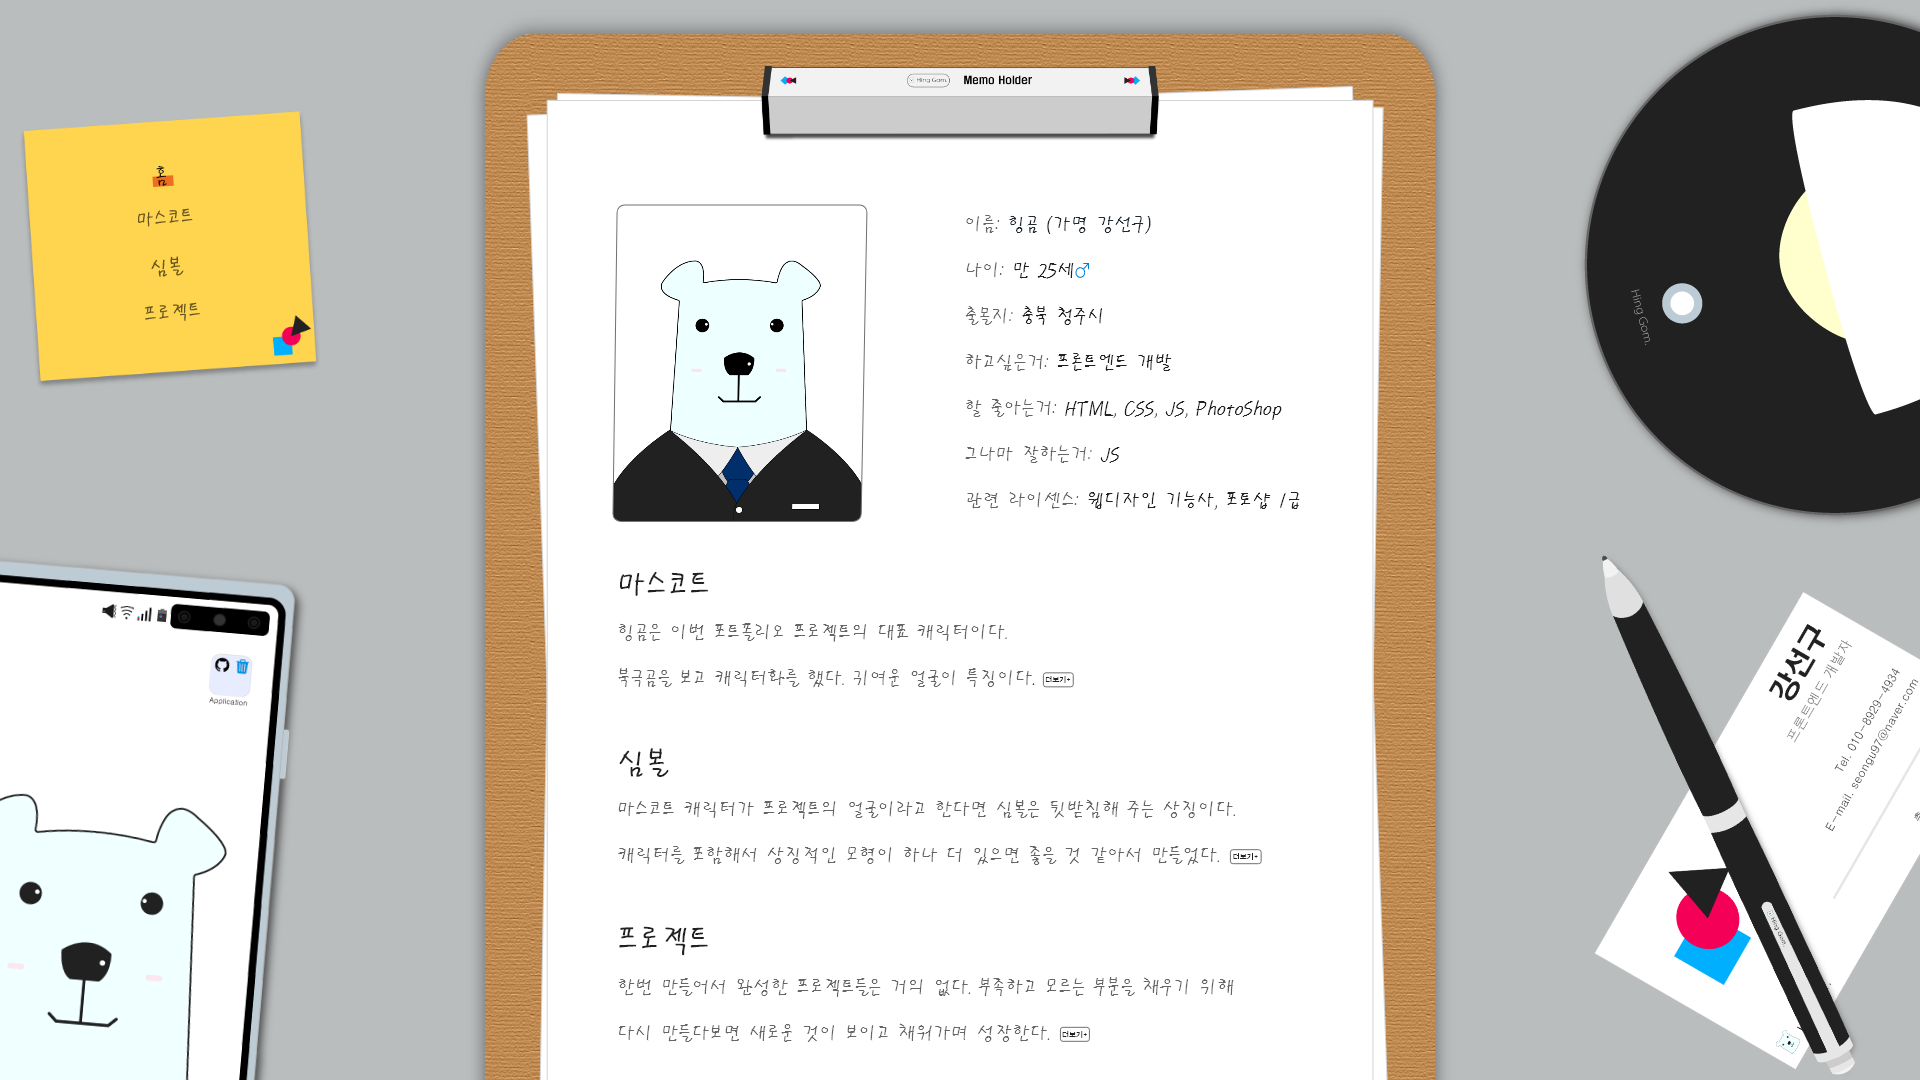 홈
마스코트
심볼
프로젝트
Hing Gom.
Memo Holder
이름: 힝곰 (가명 강선구)
나이: 만 25세♂
출몰지: 충북 청주시
하고싶은거: 프론트엔드 개발
할 줄아는거: HTML, CSS, JS, PhotoShop
그나마 잘하는거: JS
관련 라이센스: 웹디자인 기능사, 포토샵 1급
마스코트
힝곰은 이번 포트폴리오 프로젝트의 대표 캐릭터이다.
북극곰을 보고 캐릭터화를 했다. 귀여운 얼굴이 특징이다. 더보기+
심볼
마스코트 캐릭터가 프로젝트의 얼굴이라고 한다면 심볼은 뒷받침해 주는 상징이다.
캐릭터를 포함해서 상징적인 모형이 하나 더 있으면 좋을 것 같아서 만들었다. 더보기+
프로젝트
한번 만들어서 완성한 프로젝트들은 거의 없다. 부족하고 모르는 부분을 채우기 위해
다시 만들다보면 새로운 것이 보이고 채워가며 성장한다. 더보기+
Application
Hing Gom.
강선구
프론트엔드 개발자
Tel. 010-8929-4934
E-mail. seongu97@naver.com
Hing Gom.